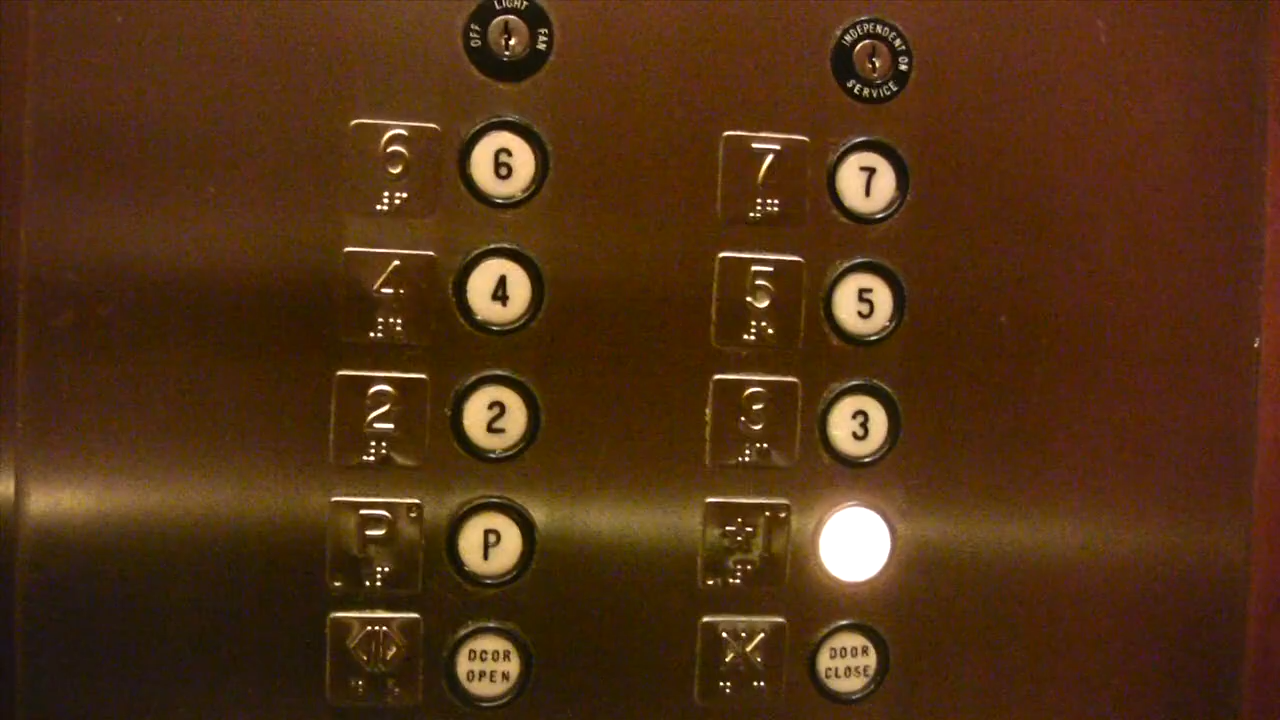 OFF LIGHT FAN
INDEPENDENT ON
SERVICE
6 6 7 7
4 4 5 5
2 2 3 3
P P *1
DOOR
OPEN
DOOR
CLOSE